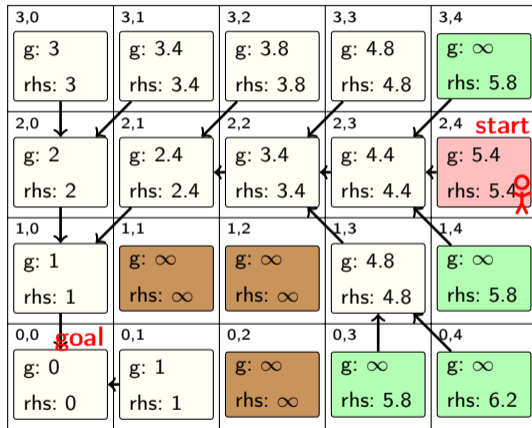 3,0 3,1 3,2 3,3 3,4
g: 3 g: 3.4 g: 3.8 g: 4.8 g: ∞
rhs: 3 rhs: 3.4 rhs: 3.8 rhs: 4.8 rhs: 5.8
2,0 2,1 2,2 2,3 2,4 start
g: 2 g: 2.4 g: 3.4 g: 4.4 g: 5.4
rhs: 2 rhs: 2.4 rhs: 3.4 rhs: 4.4 rhs: 5.4
1,0 1,1 1,2 1,3 1,4
g: 1 g: ∞ g: ∞ g: 4.8 g: ∞
rhs: 1 rhs: ∞ rhs: ∞ rhs: 4.8 rhs: 5.8
0,0 goal 0,1 0,2 0,3 0,4
g: 0 g: 1 g: ∞ g: ∞ g: ∞
rhs: 0 rhs: 1 rhs: ∞ rhs: 5.8 rhs: 6.2